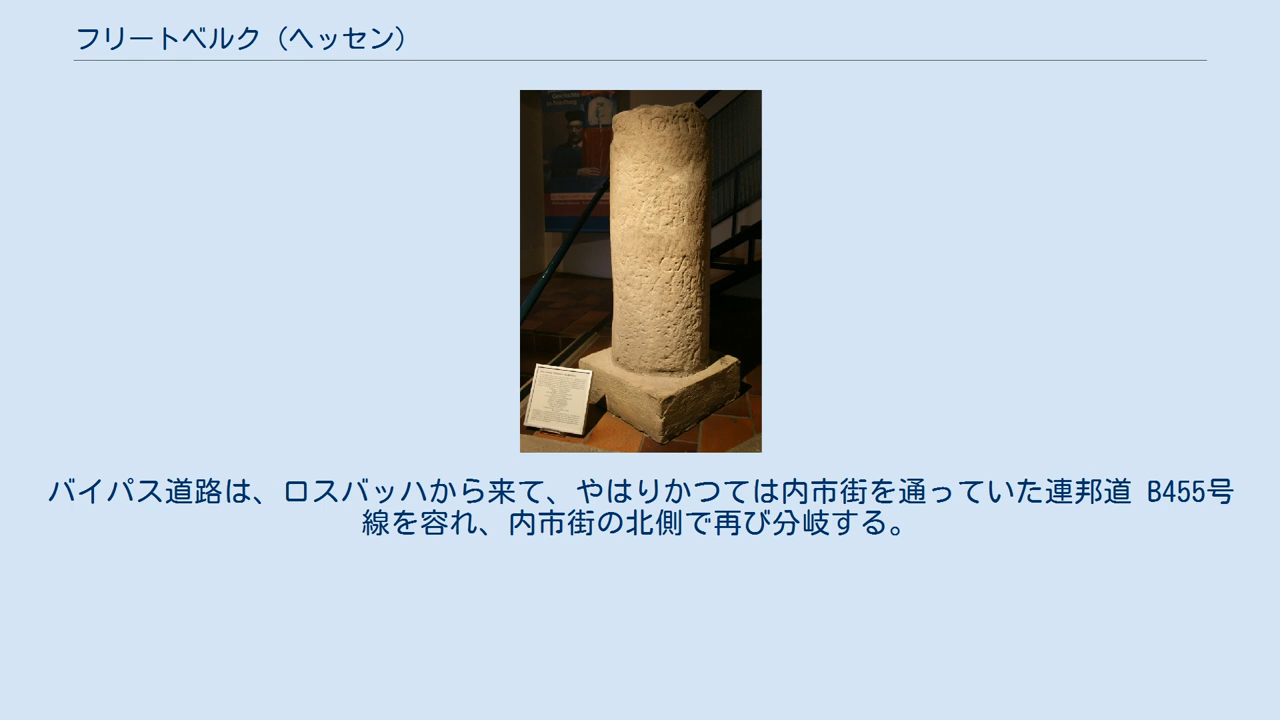 フリートベルク（ヘッセン）
バイパス道路は、ロスバッハから来て、やはりかつては内市街を通っていた連邦道 B455号
線を容れ、内市街の北側で再び分岐する。